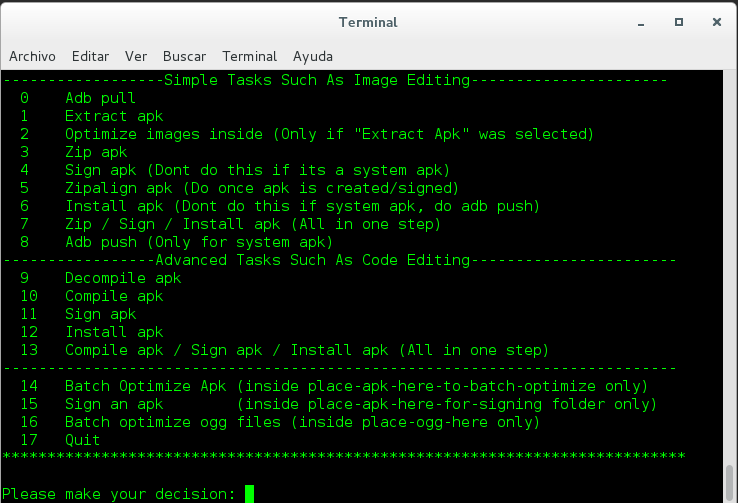 Terminal
Archivo Editar Ver Buscar Terminal Ayuda
------------------Simple Tasks Such As Image Editing----------------------
0 Adb pull
1 Extract apk
2 Optimize images inside (Only if "Extract Apk" was selected)
3 Zip apk
4 Sign apk (Dont do this if its a system apk)
5 Zipalign apk (Do once apk is created/signed)
6 Install apk (Dont do this if system apk, do adb push)
7 Zip / Sign / Install apk (All in one step)
8 Adb push (Only for system apk)
-----------------Advanced Tasks Such As Code Editing-----------------------
9 Decompile apk
10 Compile apk
11 Sign apk
12 Install apk
13 Compile apk / Sign apk / Install apk (All in one step)
---------------------------------------------------------------------------
14 Batch Optimize Apk (inside place-apk-here-to-batch-optimize only)
15 Sign an apk (inside place-apk-here-for-signing folder only)
16 Batch optimize ogg files (inside place-ogg-here only)
17 Quit
****************************************************************************
Please make your decision: